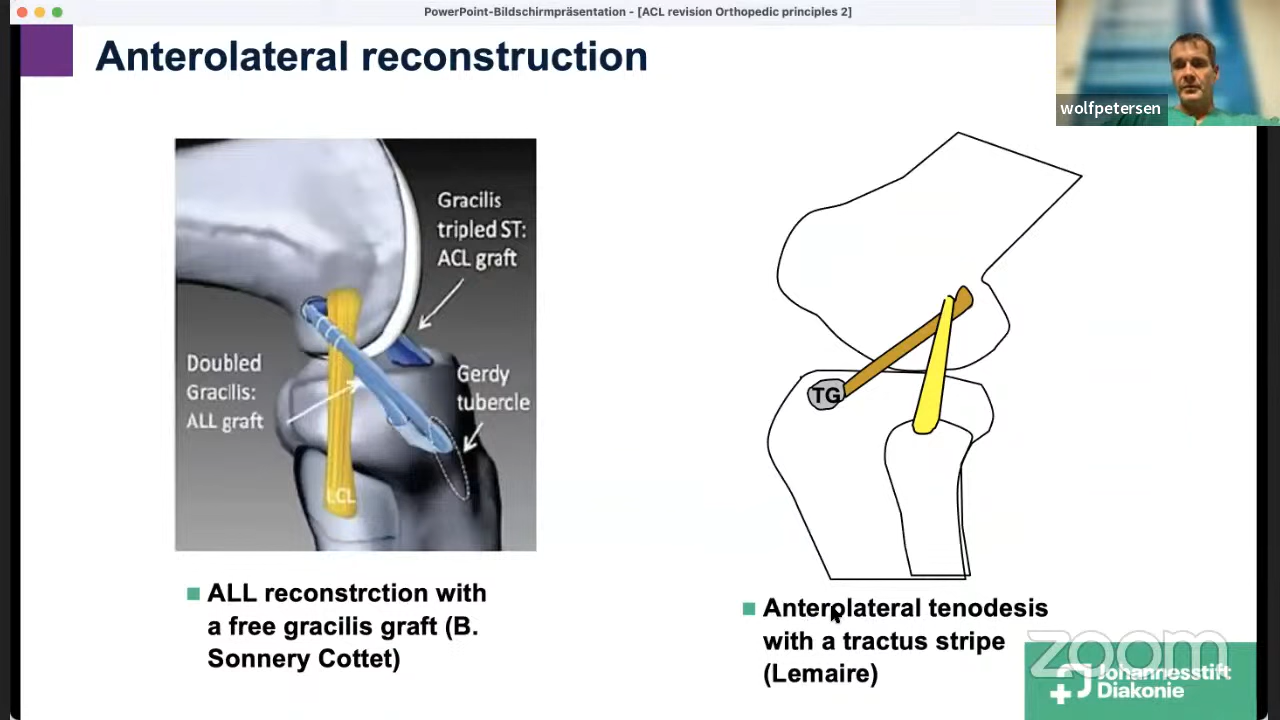 PowerPoint-Bildschirmpräsentation - [ACL revision Orthopedic principles 2]
Anterolateral reconstruction
wolfpetersen
Gracilis
tripled ST:
ACL graft
Doubled
Gracilis:
ALL graft
Gerdy
tubercle
LCL
TG
ALL reconstrction with
a free gracilis graft (B.
Sonnery Cottet)
Anterolateral tenodesis
with a tractus stripe
(Lemaire)
zoom
Johannesstift
Diakonie